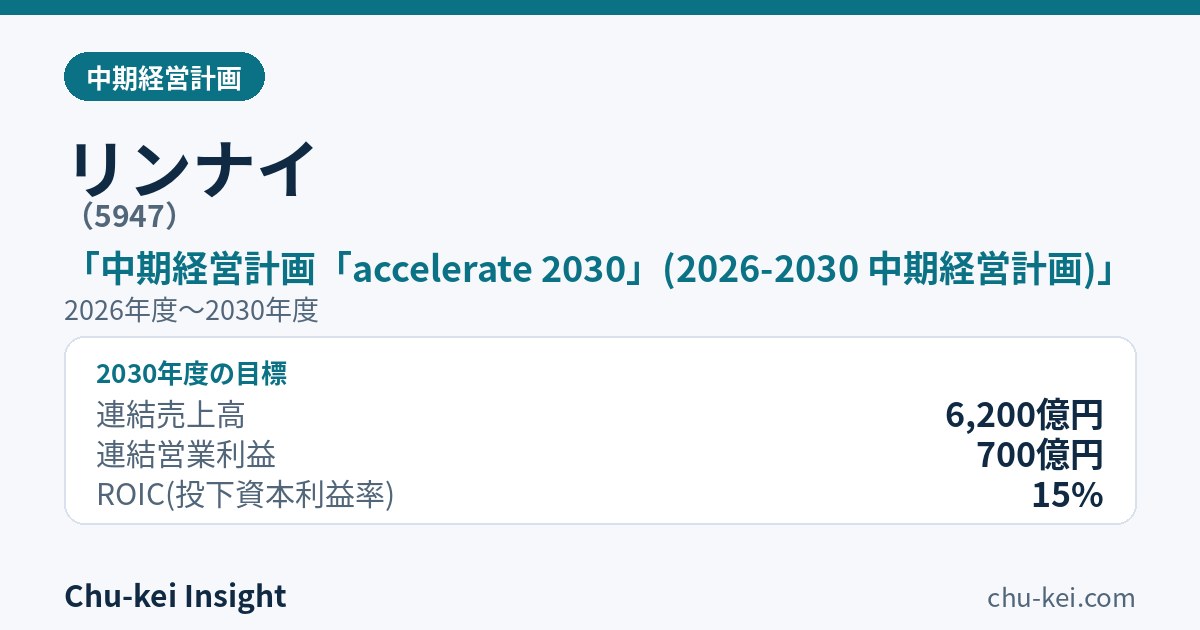 中期経営計画
リンナイ
（5947）
「中期経営計画「accelerate 2030」(2026-2030 中期経営計画)」
2026年度〜2030年度
2030年度の目標
連結売上高 6,200億円
連結営業利益 700億円
ROIC(投下資本利益率) 15%
Chu-kei Insight chu-kei.com